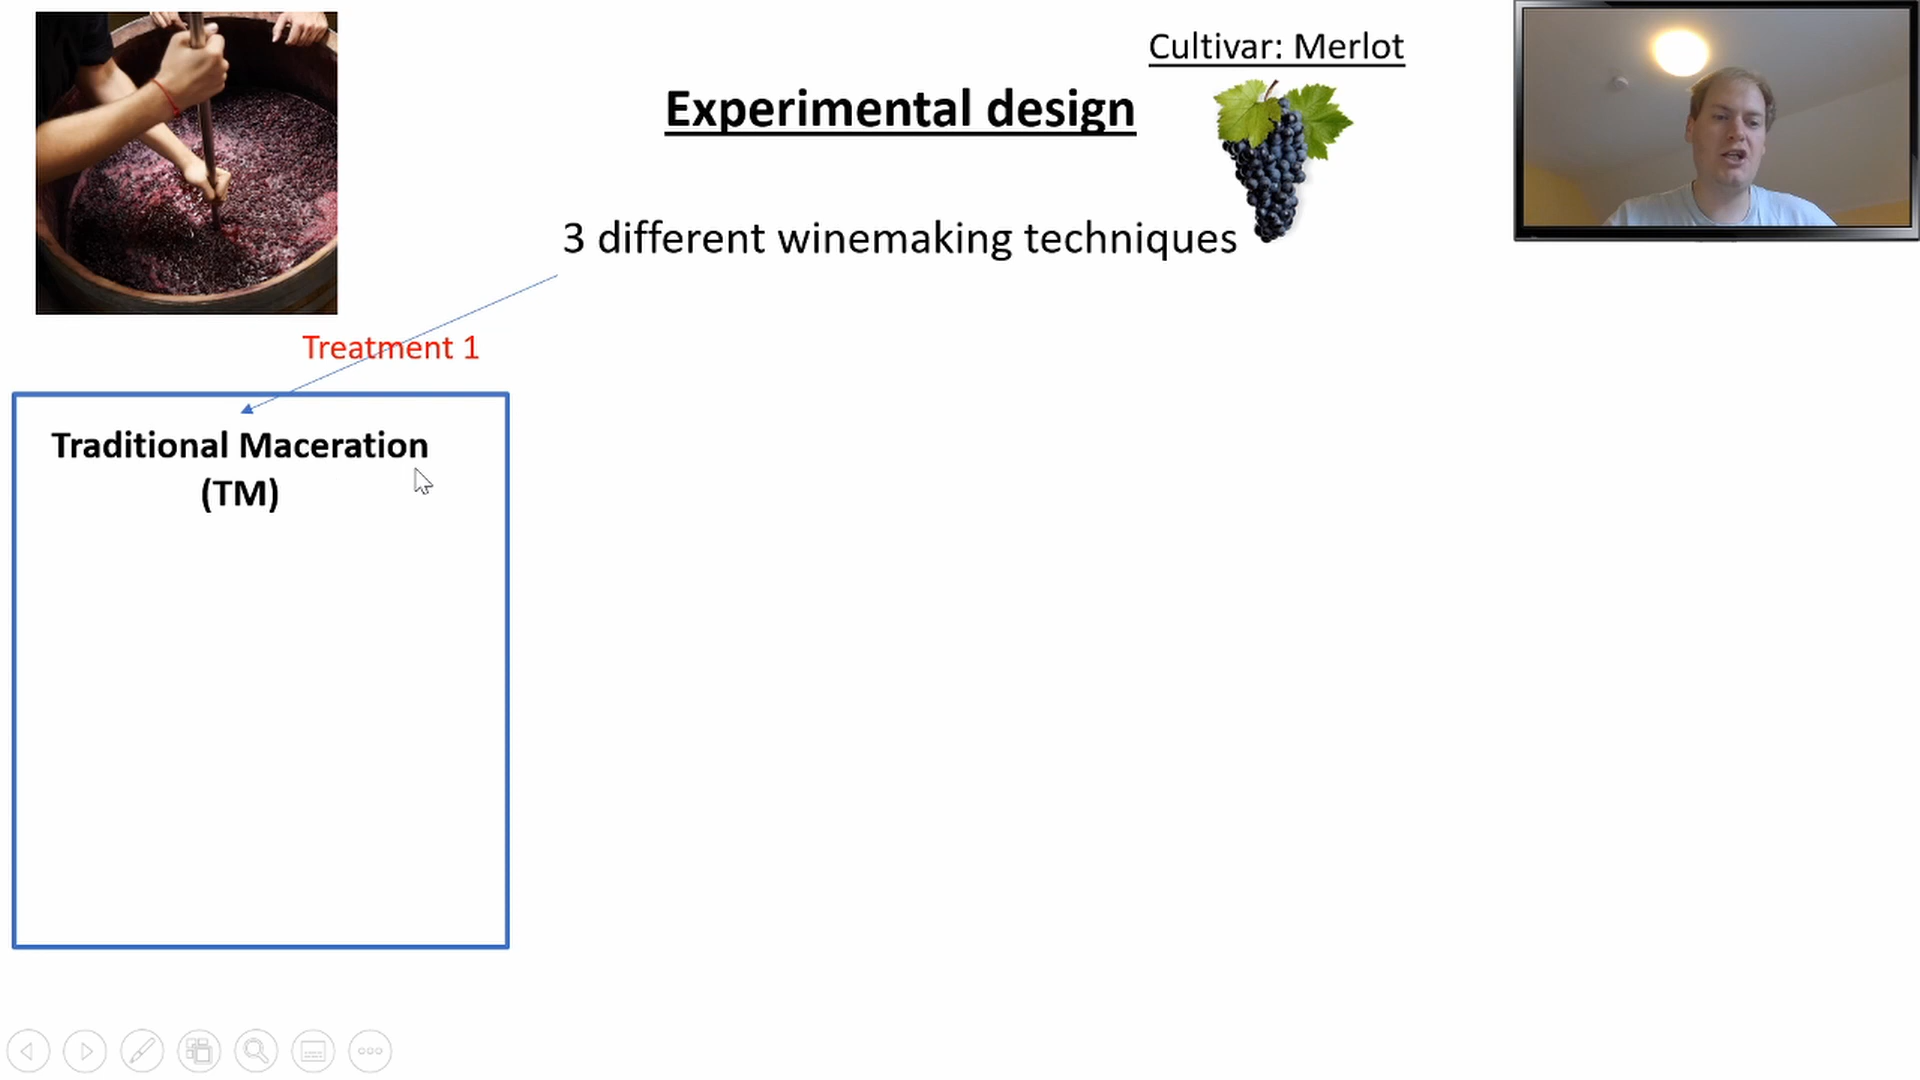 Cultivar: Merlot
Experimental design
3 different winemaking techniques
Treatment 1
Traditional Maceration
(TM)